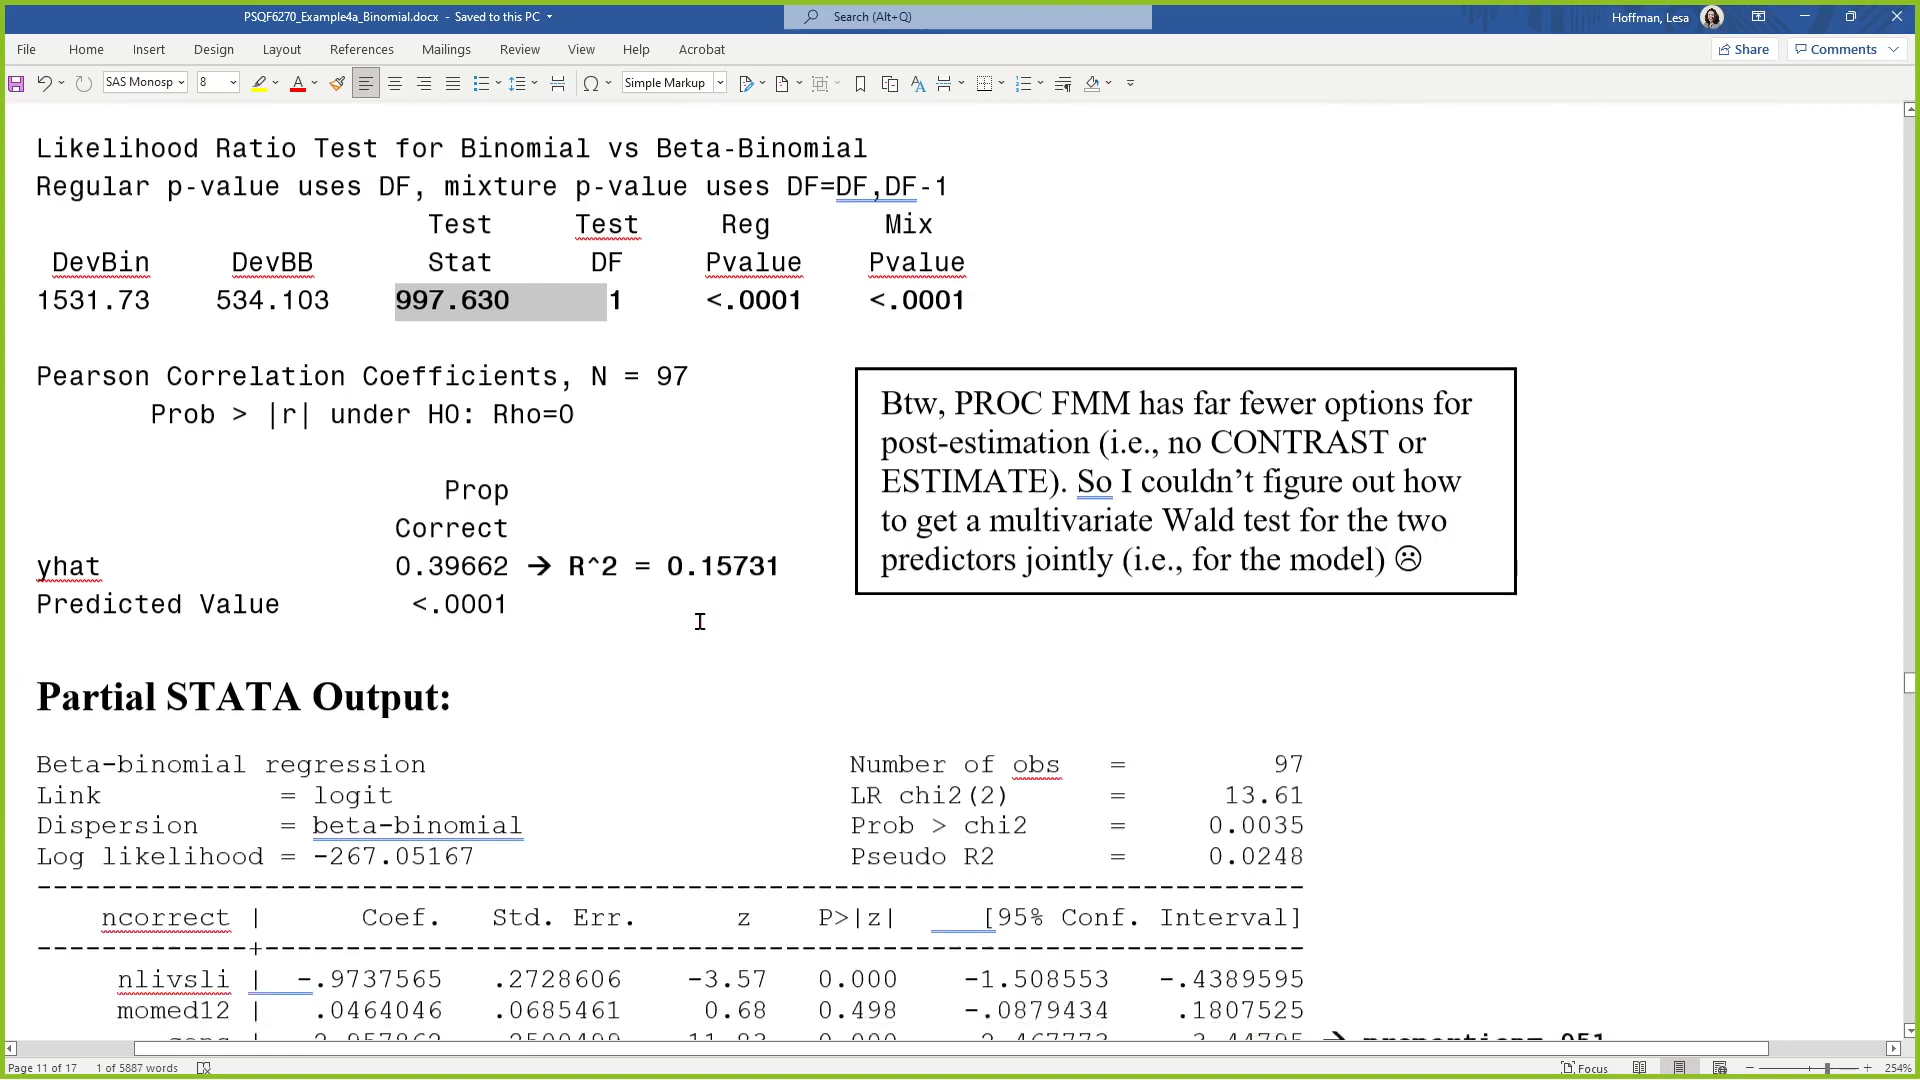 PSQF6270_Example4a_Binomial.docx - Saved to this PC
Search (Alt+Q)
Hoffman, Lesa
File Home Insert Design Layout References Mailings Review View Help Acrobat
Share Comments
SAS Monosp 8 Simple Markup
Likelihood Ratio Test for Binomial vs Beta-Binomial
Regular p-value uses DF, mixture p-value uses DF=DF,DF-1
Test Test Reg Mix
DevBin DevBB Stat DF Pvalue Pvalue
1531.73 534.103 997.630 1 <.0001 <.0001
Pearson Correlation Coefficients, N = 97
Prob > |r| under H0: Rho=0
Prop
Correct
yhat 0.39662 → R^2 = 0.15731
Predicted Value <.0001
Btw, PROC FMM has far fewer options for
post-estimation (i.e., no CONTRAST or
ESTIMATE). So I couldn’t figure out how
to get a multivariate Wald test for the two
predictors jointly (i.e., for the model) ☹
Partial STATA Output:
Beta-binomial regression Number of obs = 97
Link = logit LR chi2(2) = 13.61
Dispersion = beta-binomial Prob > chi2 = 0.0035
Log likelihood = -267.05167 Pseudo R2 = 0.0248
------------------------------------------------------------------------------
ncorrect | Coef. Std. Err. z P>|z| [95% Conf. Interval]
-------------+----------------------------------------------------------------
nlivsli | -.9737565 .2728606 -3.57 0.000 -1.508553 -.4389595
momed12 | .0464046 .0685461 0.68 0.498 -.0879434 .1807525
Page 11 of 17 1 of 5887 words Focus 254%